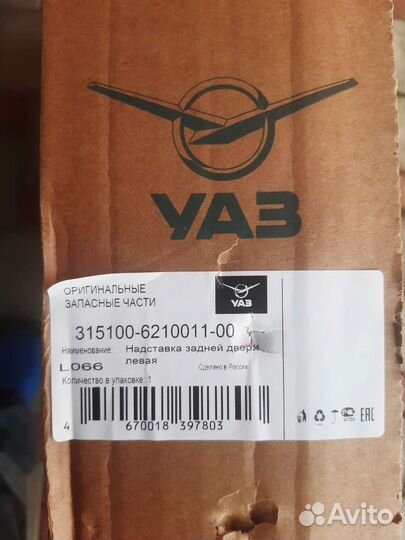 УАЗ
ОРИГИНАЛЬНЫЕ
ЗАПАСНЫЕ ЧАСТИ
УАЗ
315100-6210011-00
Наименование: Надставка задней двери
левая
L066
Сделано в России
Количество в упаковке: 1
4 670018 397803
EAC
Avito